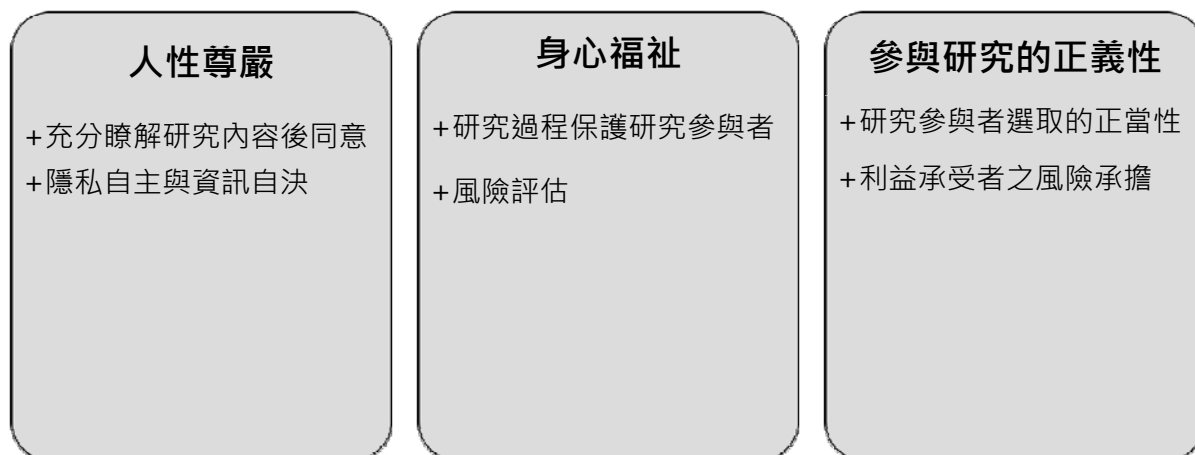 人性尊嚴
+充分瞭解研究內容後同意
+隱私自主與資訊自決
身心福祉
+研究過程保護研究參與者
+風險評估
參與研究的正義性
+研究參與者選取的正當性
+利益承受者之風險承擔